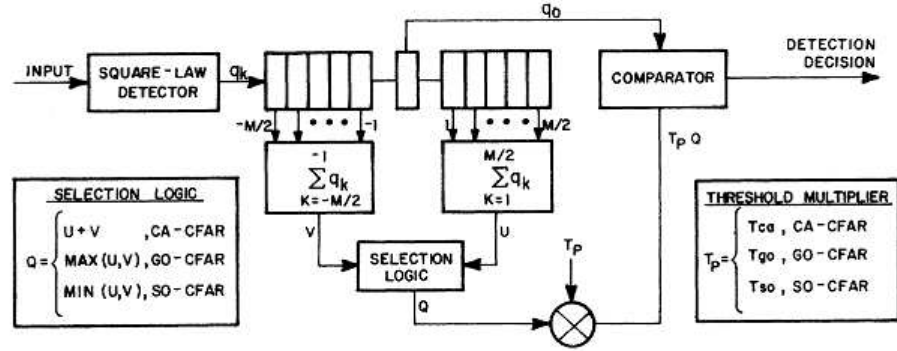 INPUT
SQUARE-LAW
DETECTOR
qk
q0
COMPARATOR
DETECTION
DECISION
-M/2
-1
1
M/2
-1
∑qk
K=-M/2
M/2
∑qk
K=1
TP Q
V
U
SELECTION
LOGIC
Q
TP
SELECTION LOGIC
Q = { U + V , CA-CFAR
MAX (U,V), GO-CFAR
MIN (U,V), SO-CFAR
THRESHOLD MULTIPLIER
TP = { Tca , CA-CFAR
Tgo , GO-CFAR
Tso , SO-CFAR